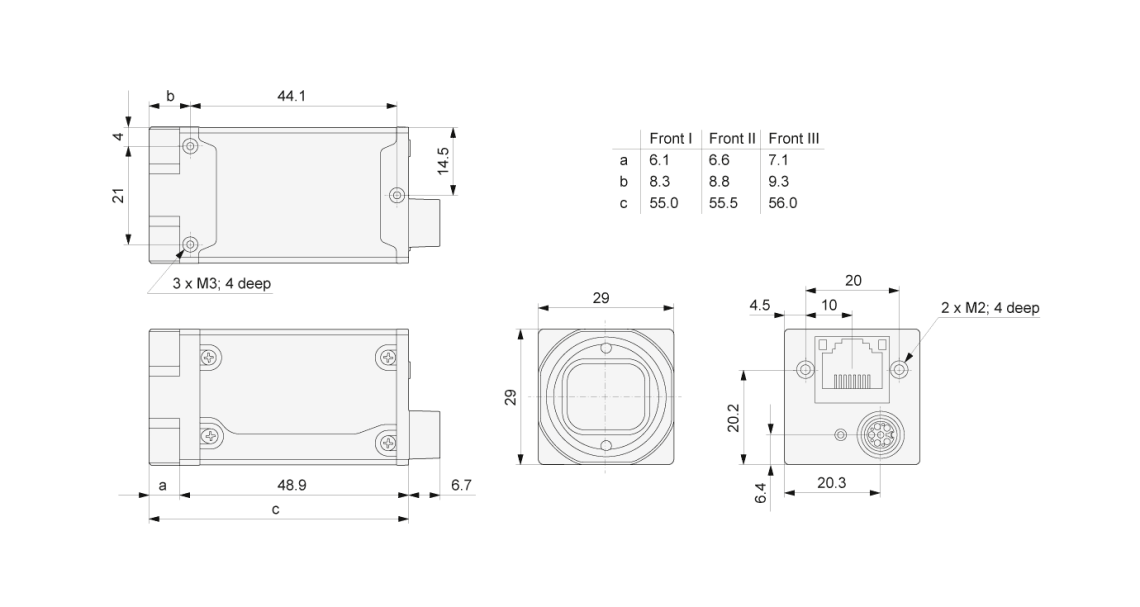 b 44.1
4
21
14.5
3 x M3; 4 deep
Front I Front II Front III
a 6.1 6.6 7.1
b 8.3 8.8 9.3
c 55.0 55.5 56.0
a 48.9 6.7
c
29
29
20
4.5 10
2 x M2; 4 deep
20.2
6.4
20.3